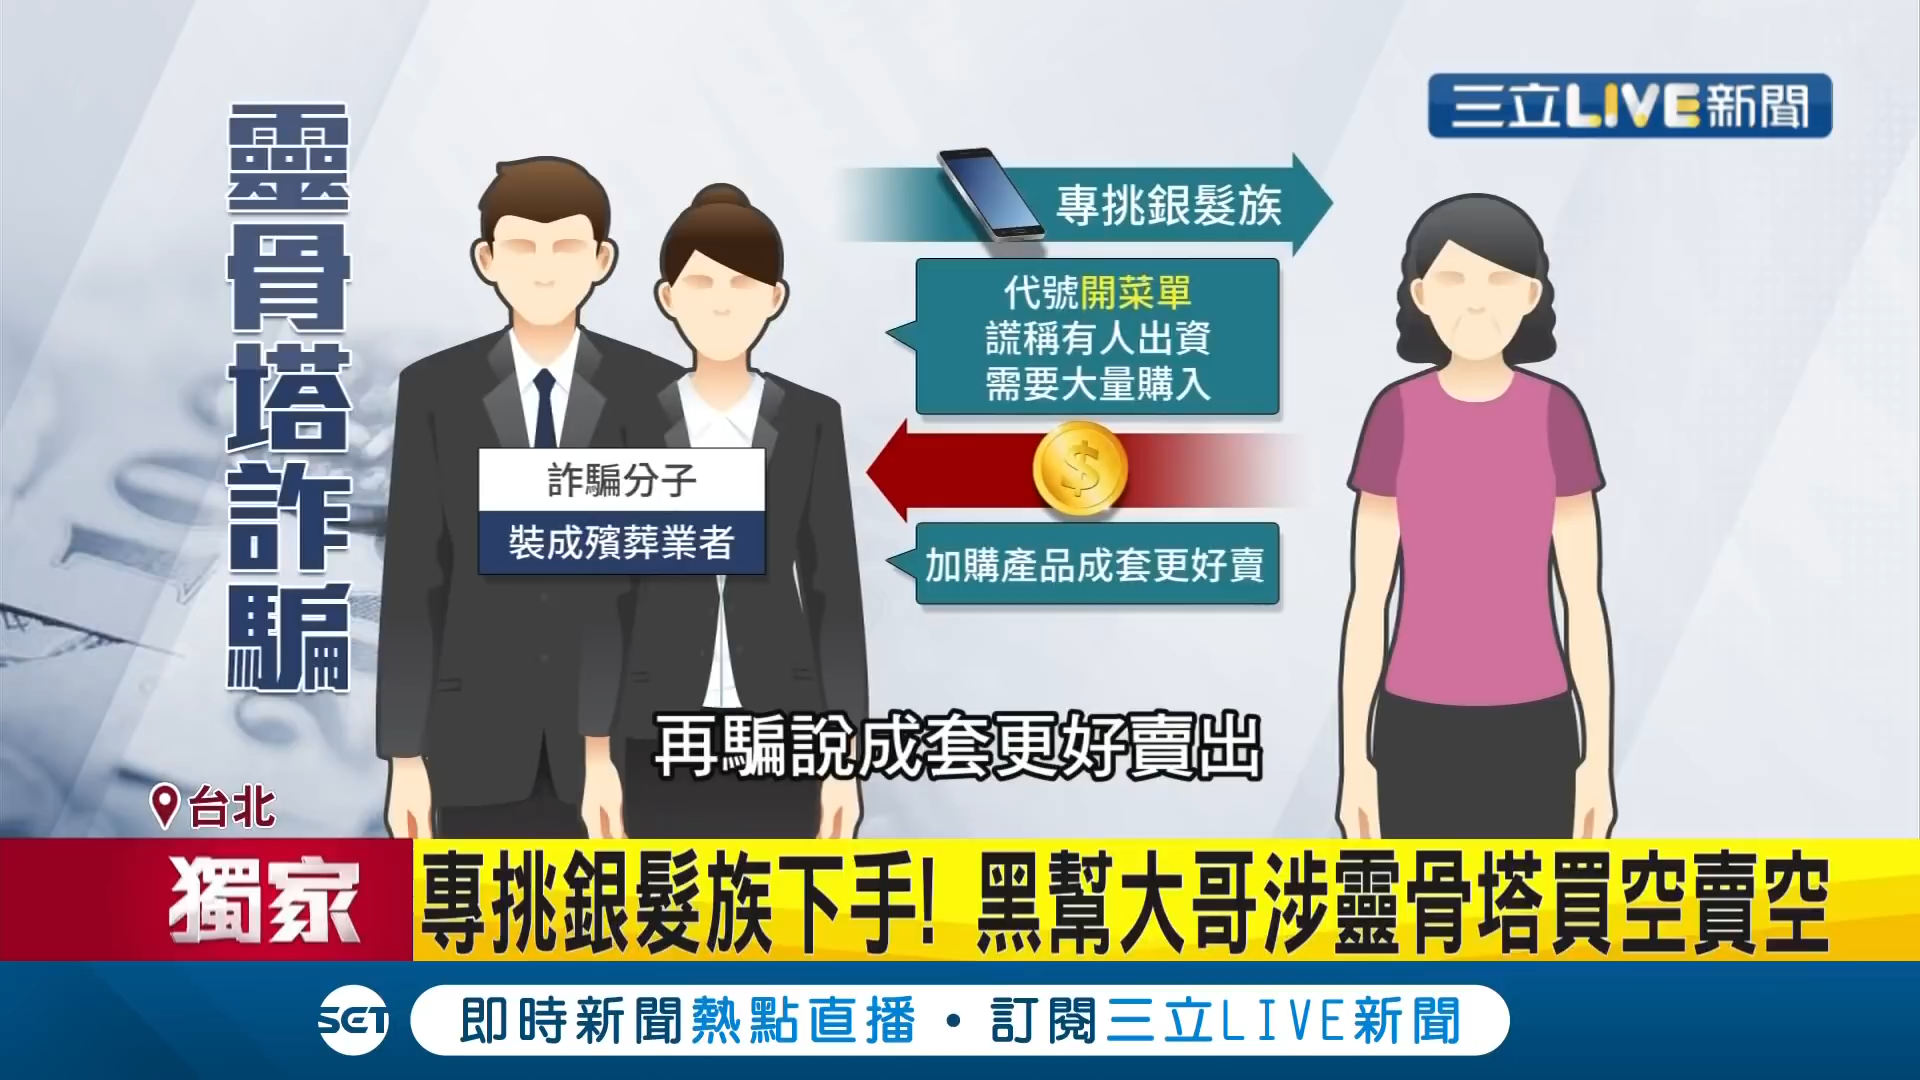 三立LIVE新聞
靈骨塔詐騙
專挑銀髮族
代號開菜單
謊稱有人出資
需要大量購入
詐騙分子
裝成殯葬業者
加購產品成套更好賣
再騙說成套更好賣出
台北
獨家
專挑銀髮族下手! 黑幫大哥涉靈骨塔買空賣空
SET
即時新聞熱點直播・訂閱三立LIVE新聞